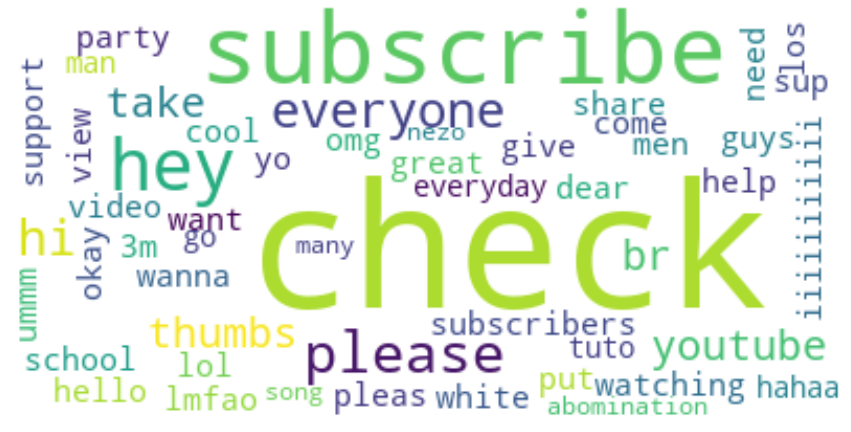 party
subscribe
need
los
man
sup
support
view
take
everyone
share
cool
omg
nezo
come
hey
yo
great
give
men
guys
iiiiiiiiiiiiii
everyday
dear
help
video
want
check
hi
okay
3m
go
many
br
wanna
ummm
thumbs
subscribers
please
tuto
youtube
school
lol
hello
lmfao
song
pleas
white
put
watching
hahaa
abomination